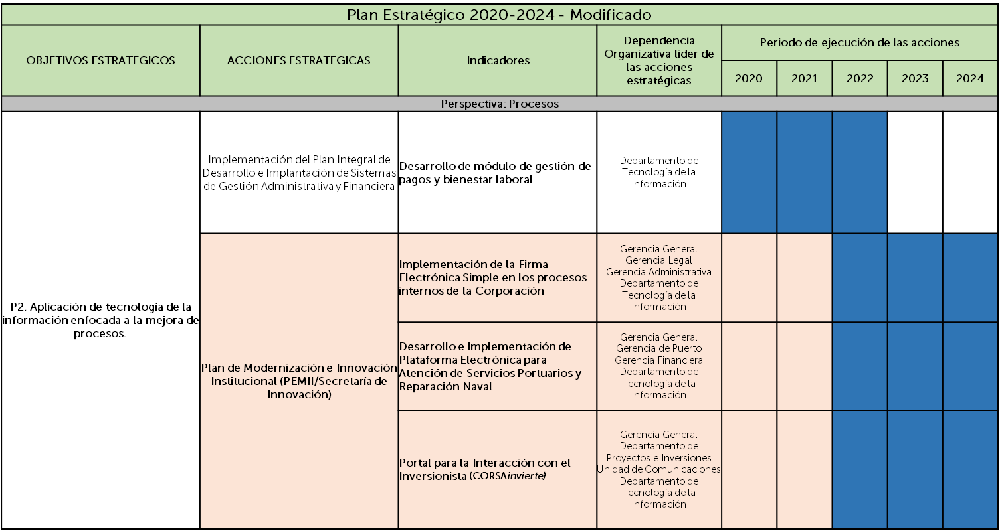 Plan Estratégico 2020-2024 - Modificado
OBJETIVOS ESTRATEGICOS
ACCIONES ESTRATEGICAS
Indicadores
Dependencia
Organizativa lider de
las acciones
estratégicas
Periodo de ejecución de las acciones
2020
2021
2022
2023
2024
Perspectiva: Procesos
P2. Aplicación de tecnología de la
información enfocada a la mejora de
procesos.
Implementación del Plan Integral de
Desarrollo e Implantación de Sistemas
de Gestión Administrativa y Financiera
Desarrollo de módulo de gestión de
pagos y bienestar laboral
Departamento de
Tecnología de la
Información
Plan de Modernización e Innovación
Institucional (PEMII/Secretaría de
Innovación)
Implementación de la Firma
Electrónica Simple en los procesos
internos de la Corporación
Gerencia General
Gerencia Legal
Gerencia Administrativa
Departamento de
Tecnología de la
Información
Desarrollo e Implementación de
Plataforma Electrónica para
Atención de Servicios Portuarios y
Reparación Naval
Gerencia General
Gerencia de Puerto
Gerencia Financiera
Departamento de
Tecnología de la
Información
Portal para la Interacción con el
Inversionista (CORSAinvierte)
Gerencia General
Departamento de
Proyectos e Inversiones
Unidad de Comunicaciones
Departamento de
Tecnología de la
Información